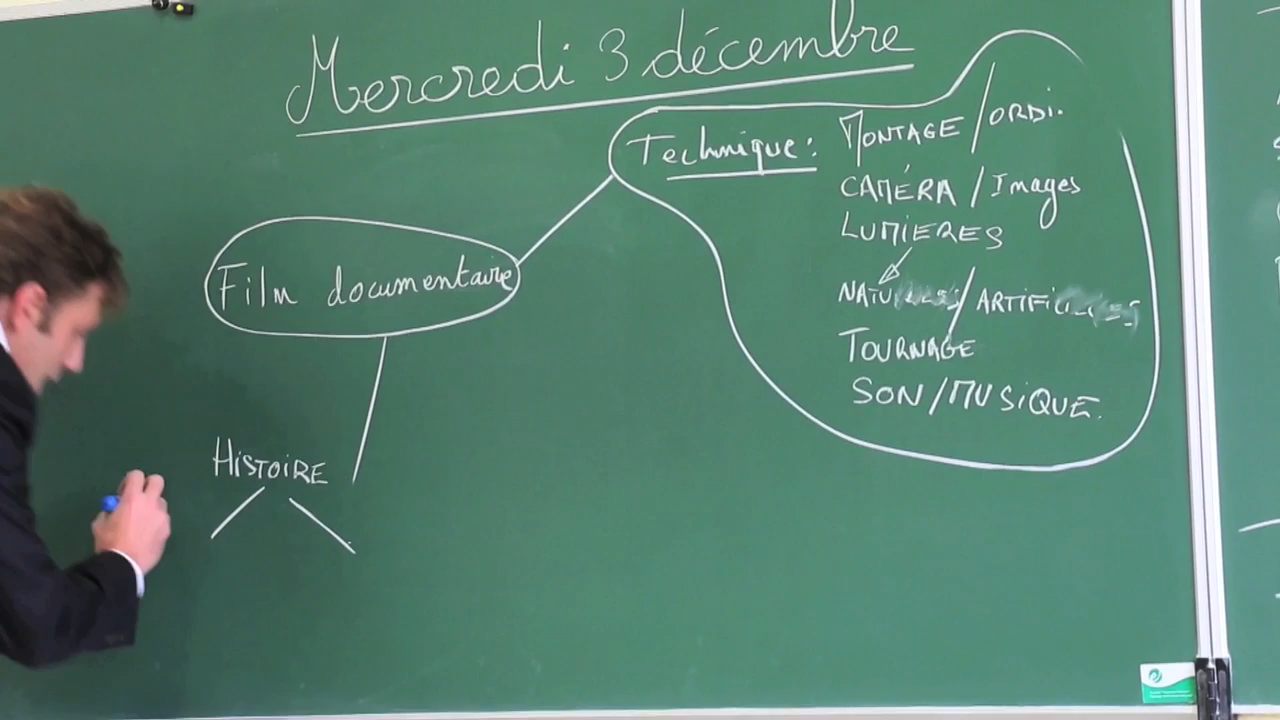 Mercredi 3 décembre
Technique: MONTAGE / ORDI.
CAMÉRA / Images
LUMIERES
TOURNAGE
SON / MUSIQUE.
Film documentaire
HISTOIRE